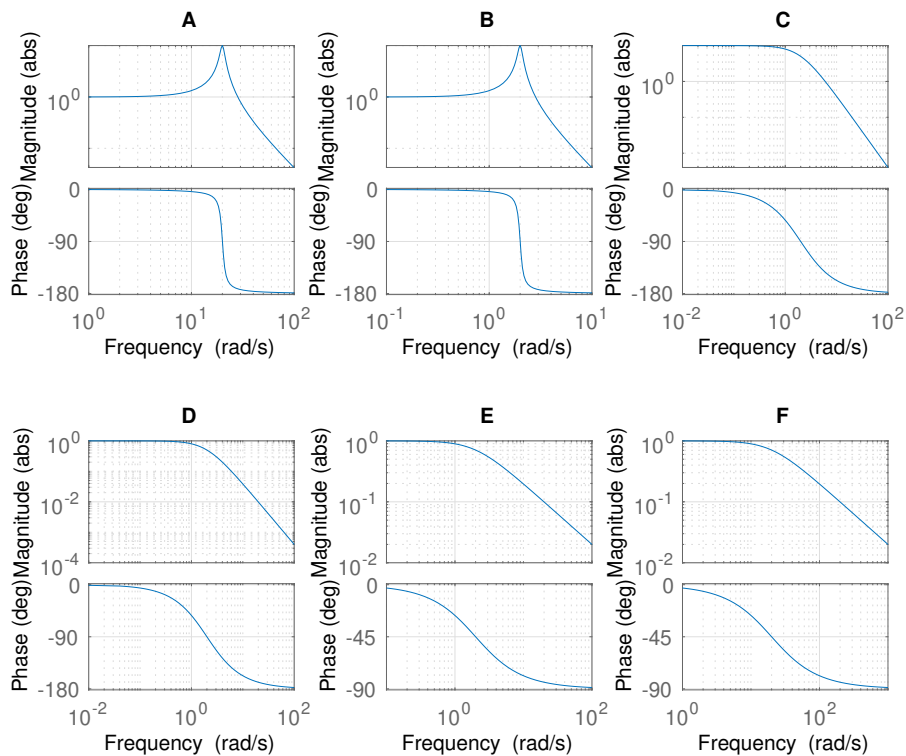 A
B
C
Magnitude (abs)
10^0
Magnitude (abs)
10^0
Magnitude (abs)
10^0
Phase (deg)
0
-90
-180
Phase (deg)
0
-90
-180
Phase (deg)
0
-90
-180
10^0
10^1
10^2
10^-1
10^0
10^1
10^-2
10^0
10^2
Frequency (rad/s)
Frequency (rad/s)
Frequency (rad/s)
D
E
F
Magnitude (abs)
10^0
10^-2
10^-4
Magnitude (abs)
10^0
10^-1
10^-2
Magnitude (abs)
10^0
10^-1
10^-2
Phase (deg)
0
-90
-180
Phase (deg)
0
-45
-90
Phase (deg)
0
-45
-90
10^-2
10^0
10^2
10^0
10^2
10^0
10^2
Frequency (rad/s)
Frequency (rad/s)
Frequency (rad/s)